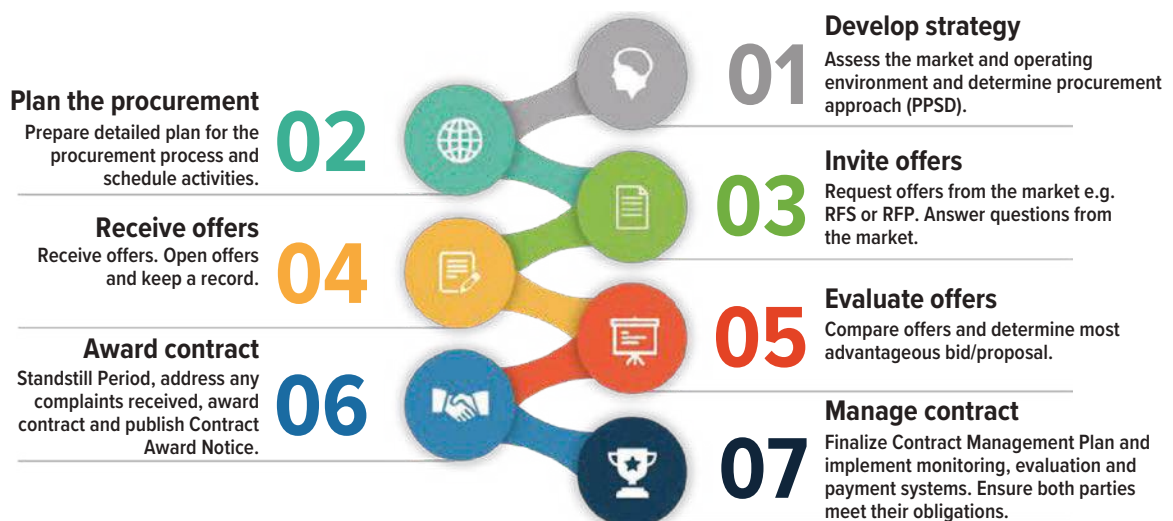 01
Develop strategy
Assess the market and operating
environment and determine procurement
approach (PPSD).
Plan the procurement
Prepare detailed plan for the
procurement process and
schedule activities.
02
03
Invite offers
Request offers from the market e.g.
RFS or RFP. Answer questions from
the market.
Receive offers
Receive offers. Open offers
and keep a record.
04
05
Evaluate offers
Compare offers and determine most
advantageous bid/proposal.
Award contract
Standstill Period, address any
complaints received, award
contract and publish Contract
Award Notice.
06
07
Manage contract
Finalize Contract Management Plan and
implement monitoring, evaluation and
payment systems. Ensure both parties
meet their obligations.